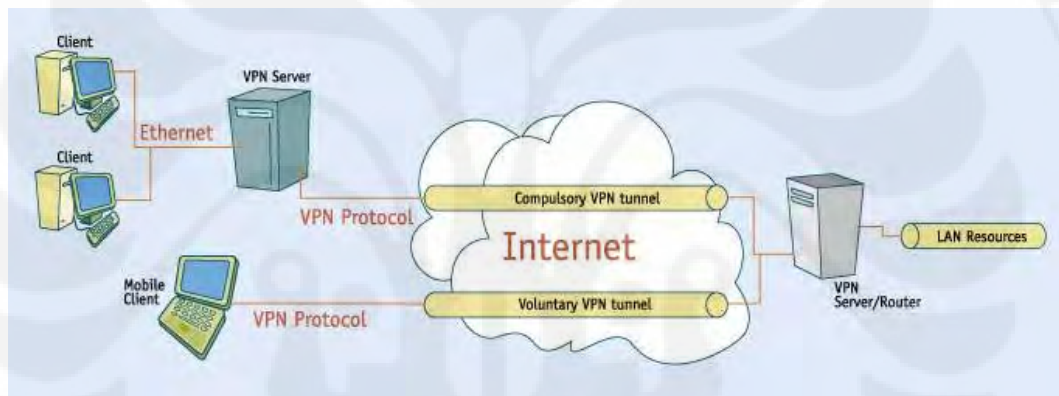 Client
VPN Server
Ethernet
Client
VPN Protocol
Compulsory VPN tunnel
Internet
LAN Resources
Mobile
Client
VPN Protocol
Voluntary VPN tunnel
VPN
Server/Router